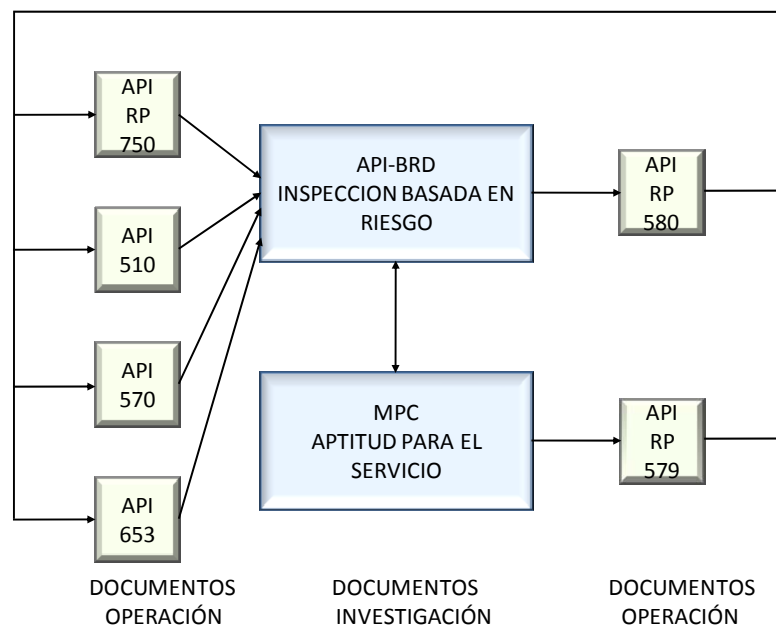 API
RP
750
API
510
API
570
API
653
API-BRD
INSPECCION BASADA EN
RIESGO
MPC
APTITUD PARA EL
SERVICIO
API
RP
580
API
RP
579
DOCUMENTOS
OPERACIÓN
DOCUMENTOS
INVESTIGACIÓN
DOCUMENTOS
OPERACIÓN